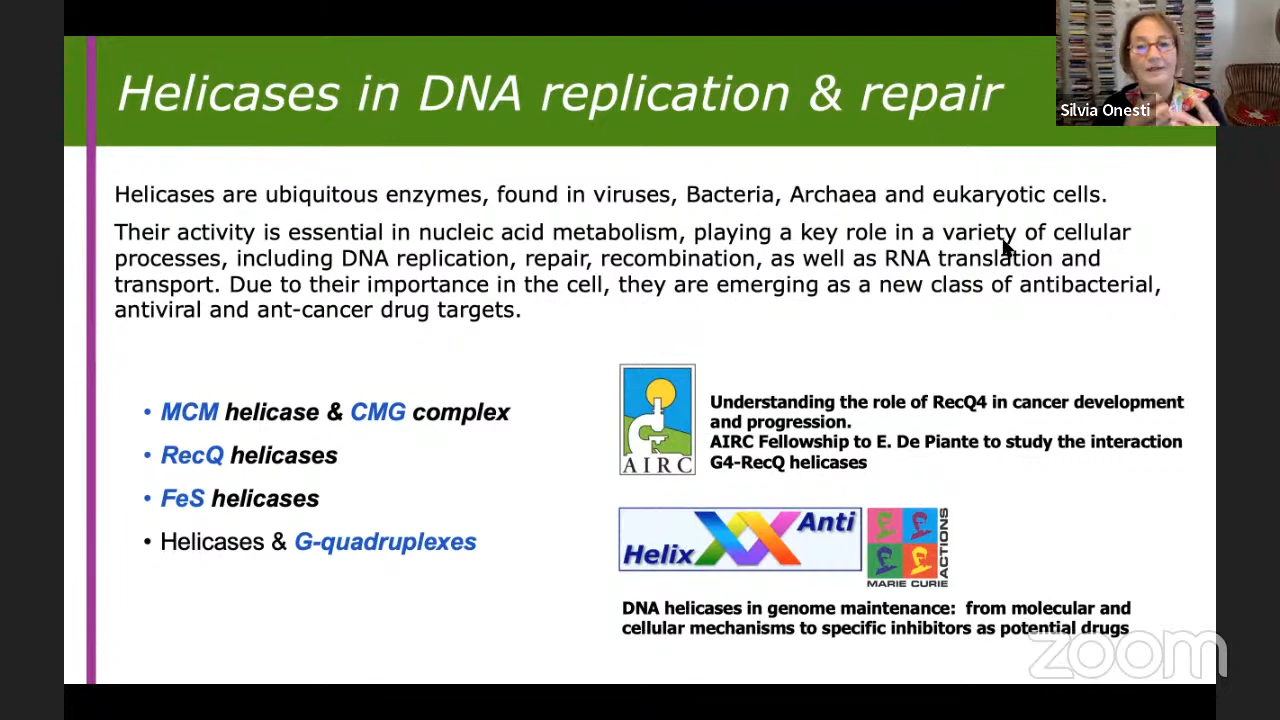 Helicases in DNA replication & repair
Silvia Onesti
Helicases are ubiquitous enzymes, found in viruses, Bacteria, Archaea and eukaryotic cells.
Their activity is essential in nucleic acid metabolism, playing a key role in a variety of cellular
processes, including DNA replication, repair, recombination, as well as RNA translation and
transport. Due to their importance in the cell, they are emerging as a new class of antibacterial,
antiviral and ant-cancer drug targets.
• MCM helicase & CMG complex
• RecQ helicases
• FeS helicases
• Helicases & G-quadruplexes
AIRC
Understanding the role of RecQ4 in cancer development
and progression.
AIRC Fellowship to E. De Piante to study the interaction
G4-RecQ helicases
Anti
Helix
MARIE CURIE
ACTIONS
DNA helicases in genome maintenance: from molecular and
cellular mechanisms to specific inhibitors as potential drugs
zoom